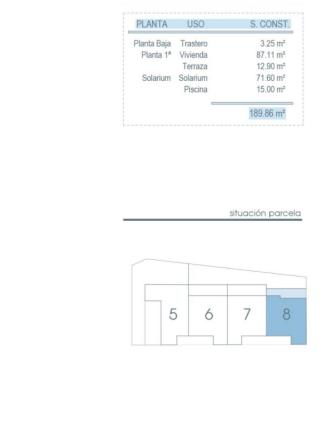 PLANTA USO S. CONST.
Planta Baja Trastero 3.25 m²
Planta 1ª Vivienda 87.11 m²
Terraza 12.90 m²
Solarium Solarium 71.60 m²
Piscina 15.00 m²
189.86 m²
situación parcela
5 6 7 8